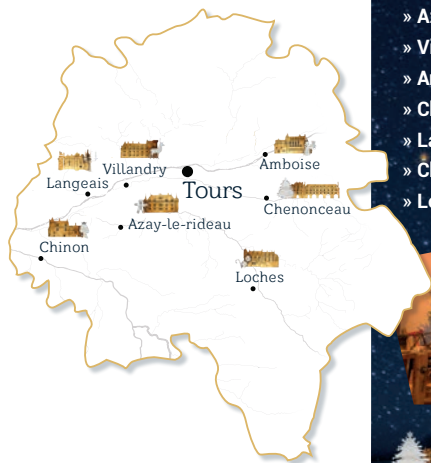 Amboise
Villandry
Langeais
Tours
Chenonceau
Azay-le-rideau
Chinon
Loches
»
»
»
»
»
»
»